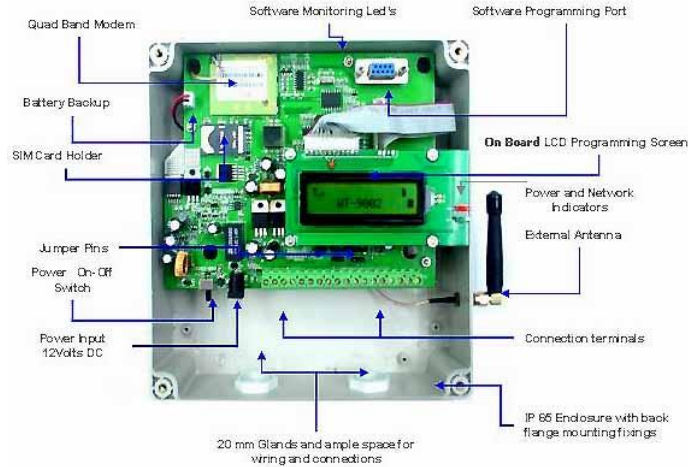 Software Monitoring Led's
Software Programming Port
Quad Band Modem
Battery Backup
SIM Card Holder
On Board LCD Programming Screen
Power and Network
Indicators
External Antenna
WT-9002
Jumper Pins
Power On-Off
Switch
Power Input
12Volts DC
Connection terminals
IP 65 Enclosure with back
flange mounting fixings
20 mm Glands and ample space for
wiring and connections